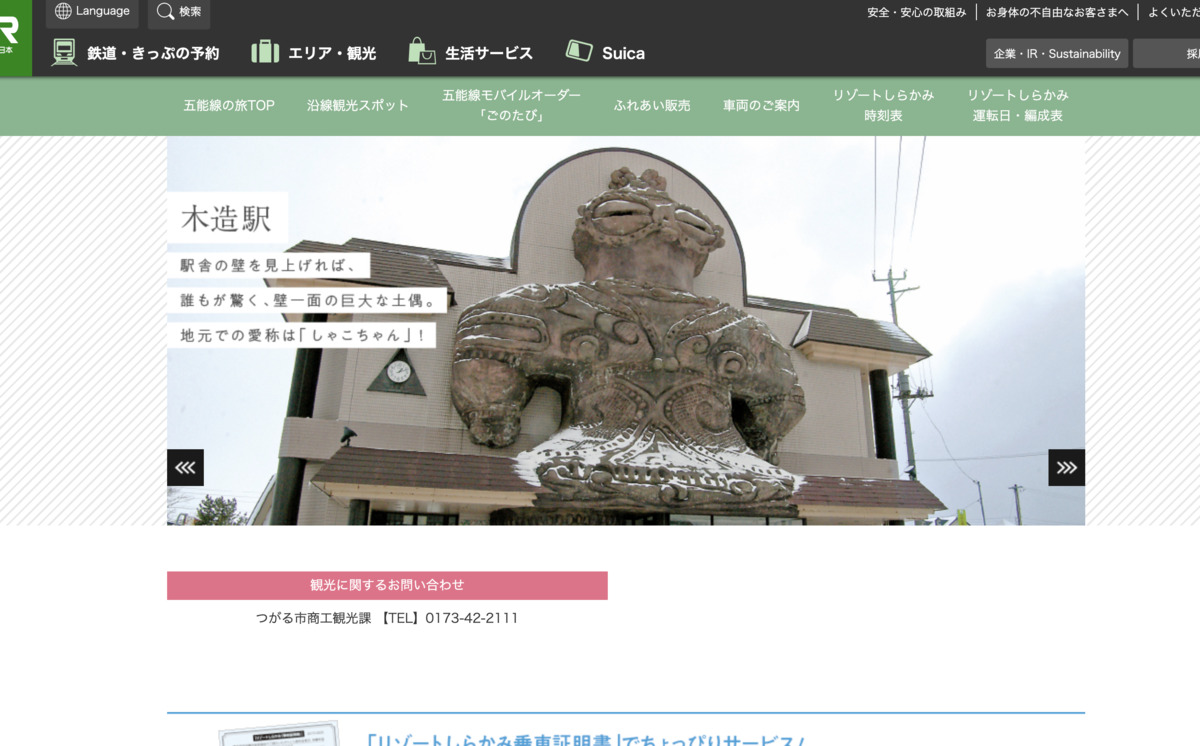 Language
検索
安全・安心の取組み
お身体の不自由なお客さまへ
よくいただ
鉄道・きっぷの予約
エリア・観光
生活サービス
Suica
企業・IR・Sustainability
五能線の旅TOP
沿線観光スポット
五能線モバイルオーダー
「ごのたび」
ふれあい販売
車両のご案内
リゾートしらかみ
時刻表
リゾートしらかみ
運転日・編成表
木造駅
駅舎の壁を見上げれば、
誰もが驚く、壁一面の巨大な土偶。
地元での愛称は「しゃこちゃん」!
観光に関するお問い合わせ
つがる市商工観光課 【TEL】0173-42-2111
「リゾートしらかみ乗車証明書」でちょっぴりサービス!